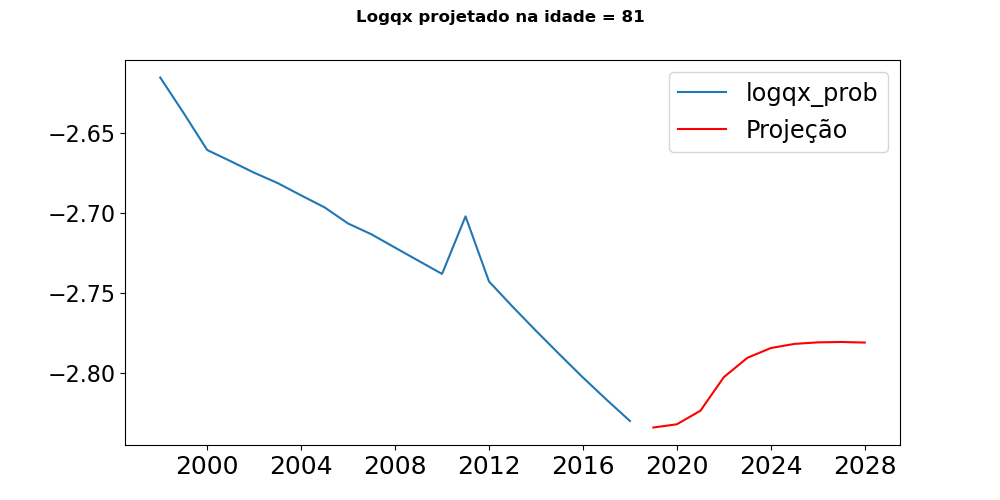 Logqx projetado na idade = 81
logqx_prob
Projeção
−2.65
−2.70
−2.75
−2.80
2000 2004 2008 2012 2016 2020 2024 2028